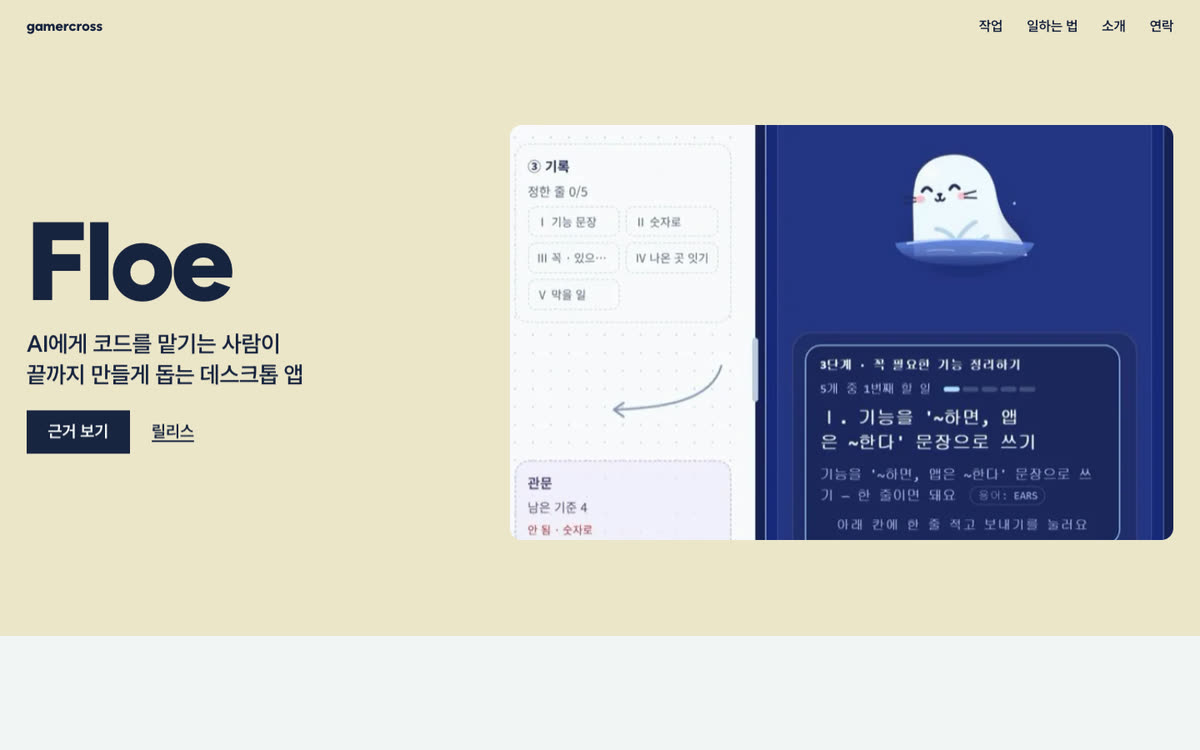 gamercross
작업 일하는 법 소개 연락
Floe
AI에게 코드를 맡기는 사람이
끝까지 만들게 돕는 데스크톱 앱
근거 보기 릴리스
③ 기록
정한 줄 0/5
Ⅰ 기능 문장 Ⅱ 숫자로
Ⅲ 꼭 · 있으… Ⅳ 나온 곳 잇기
Ⅴ 막을 일
관문
남은 기준 4
안 됨 · 숫자로
3단계 · 꼭 필요한 기능 정리하기
5개 중 1번째 할 일
Ⅰ. 기능을 '~하면, 앱
은 ~한다' 문장으로 쓰기
기능을 '~하면, 앱은 ~한다' 문장으로 쓰
기 — 한 줄이면 돼요 용어: EARS
아래 칸에 한 줄 적고 보내기를 눌러요